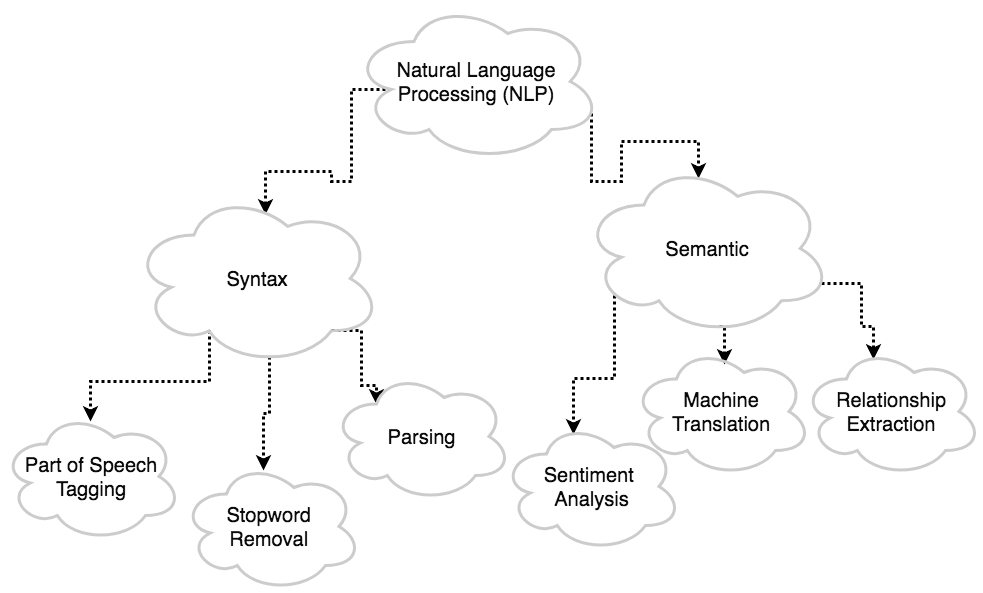 Natural Language
Processing (NLP)
Syntax
Semantic
Part of Speech
Tagging
Stopword
Removal
Parsing
Sentiment
Analysis
Machine
Translation
Relationship
Extraction